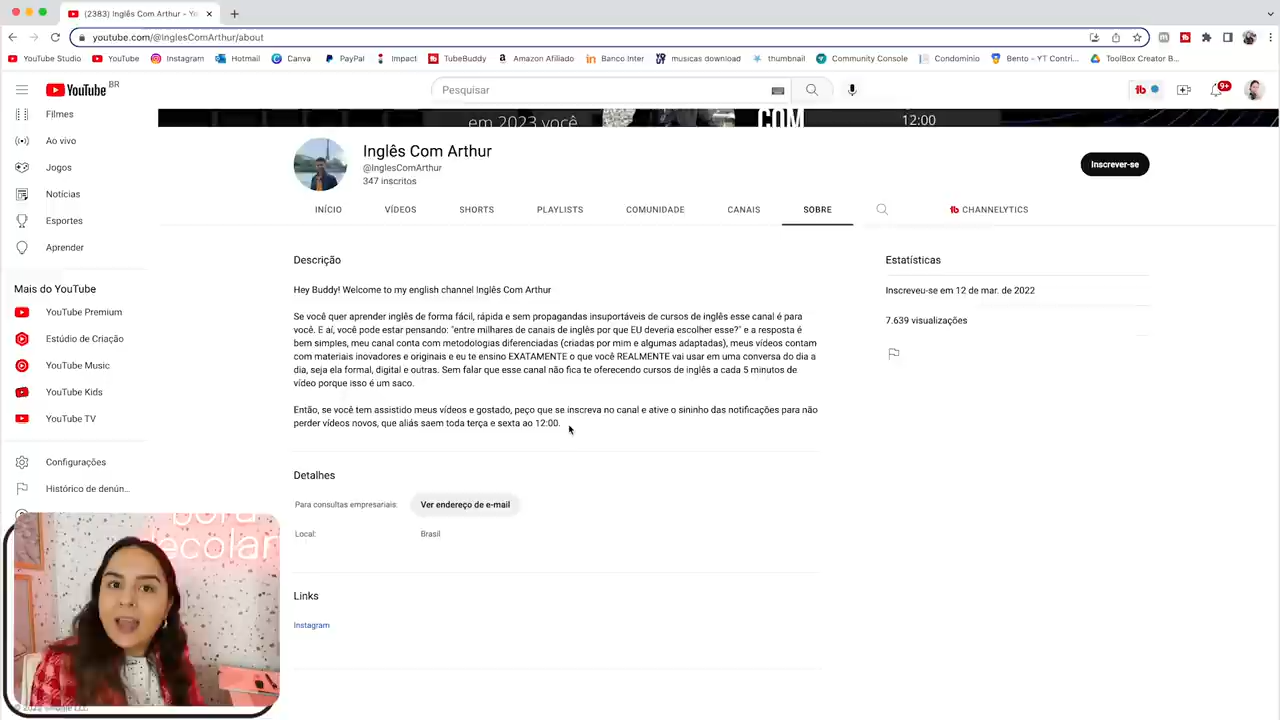 (2383) Inglês Com Arthur - Yo
youtube.com/@InglesComArthur/about
YouTube Studio YouTube Instagram Hotmail Canva PayPal Impact TubeBuddy Amazon Afiliado Banco Inter musicas download thumbnail Community Console Condominio Bento – YT Contri... ToolBox Creator B...
YouTube BR
Pesquisar
9+
Filmes
em 2023 você
COM
12:00
Ao vivo
Jogos
Notícias
Esportes
Aprender
Inglês Com Arthur
@InglesComArthur
347 inscritos
Inscrever-se
INÍCIO VÍDEOS SHORTS PLAYLISTS COMUNIDADE CANAIS SOBRE CHANNELYTICS
Mais do YouTube
YouTube Premium
Estúdio de Criação
YouTube Music
YouTube Kids
YouTube TV
Configurações
Histórico de denún...
Descrição
Hey Buddy! Welcome to my english channel Inglês Com Arthur
Se você quer aprender inglês de forma fácil, rápida e sem propagandas insuportáveis de cursos de inglês esse canal é para
você. E aí, você pode estar pensando: "entre milhares de canais de inglês por que EU deveria escolher esse?" e a resposta é
bem simples, meu canal conta com metodologias diferenciadas (criadas por mim e algumas adaptadas), meus vídeos contam
com materiais inovadores e originais e eu te ensino EXATAMENTE o que você REALMENTE vai usar em uma conversa do dia a
dia, seja ela formal, digital e outras. Sem falar que esse canal não fica te oferecendo cursos de inglês a cada 5 minutos de
vídeo porque isso é um saco.
Então, se você tem assistido meus vídeos e gostado, peço que se inscreva no canal e ative o sininho das notificações para não
perder vídeos novos, que aliás saem toda terça e sexta ao 12:00.
Detalhes
Para consultas empresariais: Ver endereço de e-mail
Local: Brasil
Links
Instagram
Estatísticas
Inscreveu-se em 12 de mar. de 2022
7.639 visualizações
bora
decolar